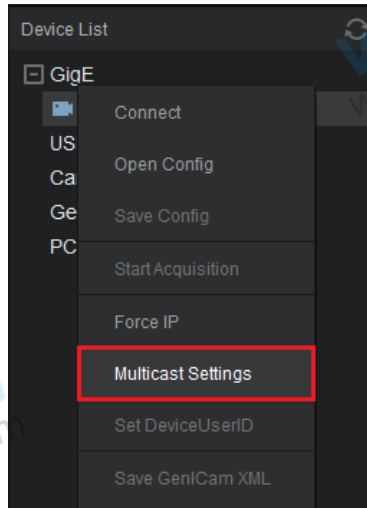 Device List
GigE
Connect
US
Open Config
Ca
Ge
Save Config
PC
Start Acquisition
Force IP
Multicast Settings
Set DeviceUserID
Save GenICam XML